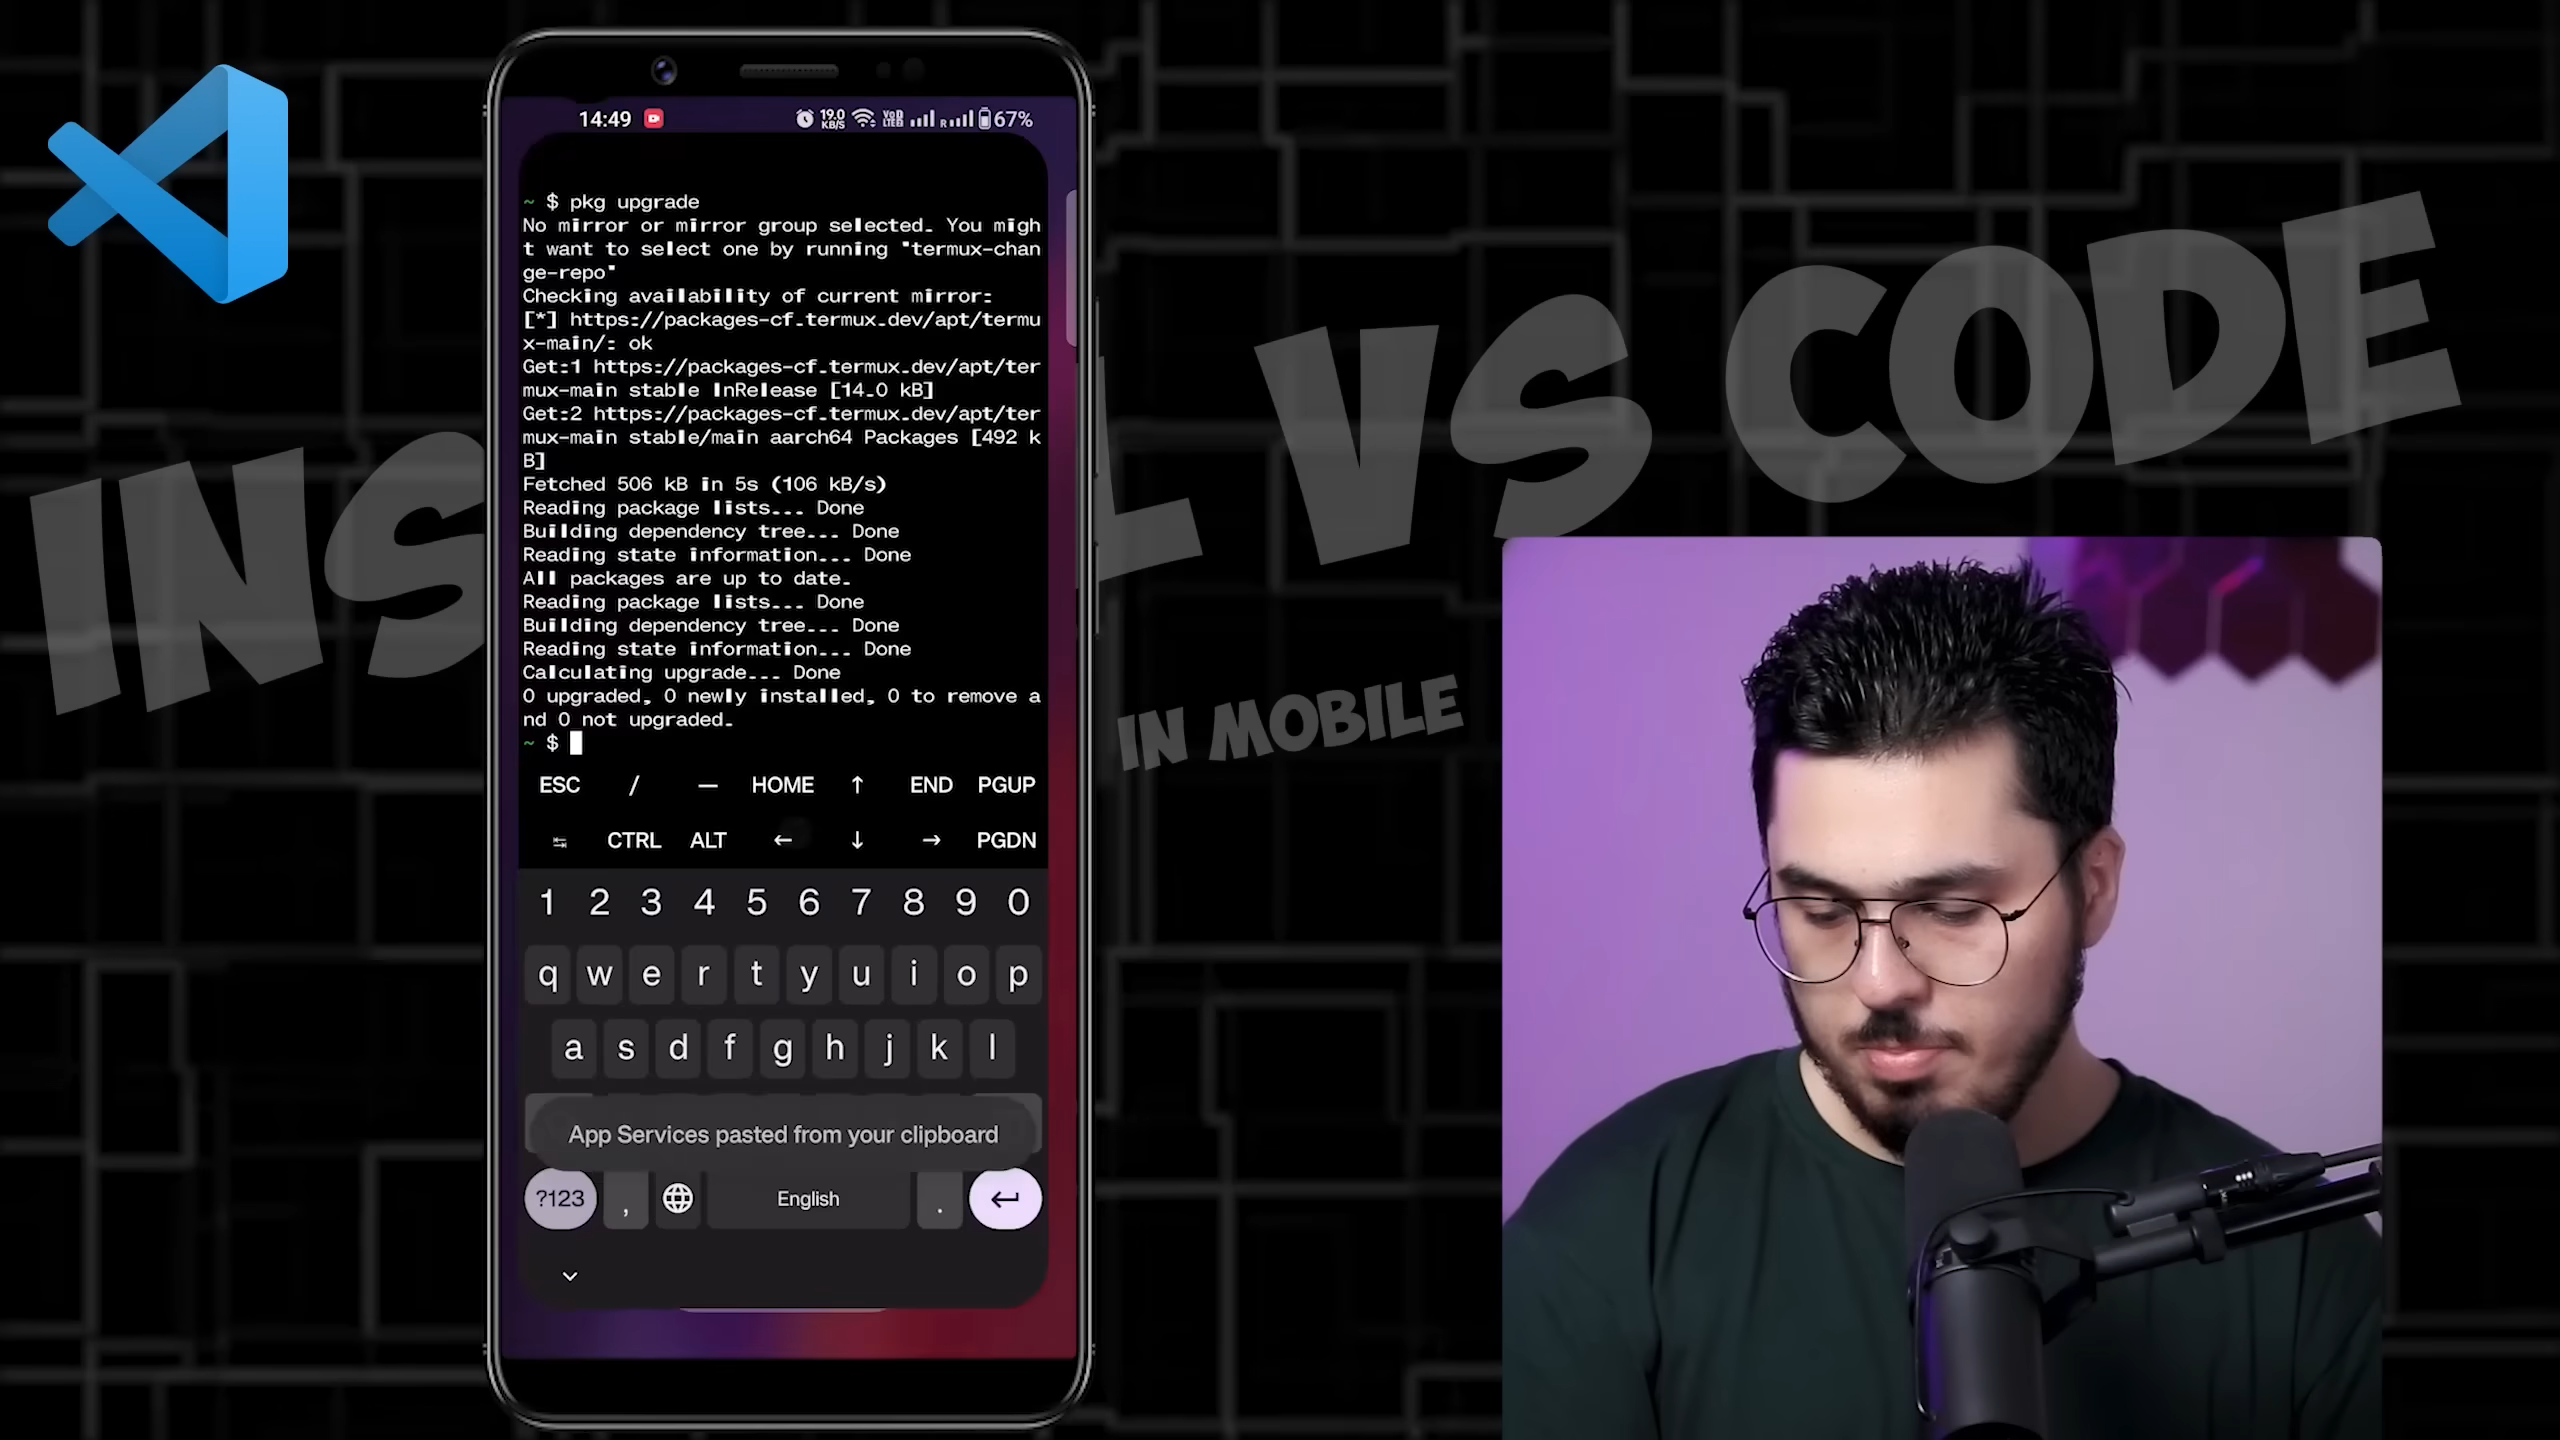 14:49 19.0 KB/S VoD LTE2 R 67%
~ $ pkg upgrade
No mirror or mirror group selected. You migh
t want to select one by running "termux-chan
ge-repo"
Checking availability of current mirror:
[*] https://packages-cf.termux.dev/apt/termu
x-main/: ok
Get:1 https://packages-cf.termux.dev/apt/ter
mux-main stable InRelease [14.0 kB]
Get:2 https://packages-cf.termux.dev/apt/ter
mux-main stable/main aarch64 Packages [492 k
B]
Fetched 506 kB in 5s (106 kB/s)
Reading package lists... Done
Building dependency tree... Done
Reading state information... Done
All packages are up to date.
Reading package lists... Done
Building dependency tree... Done
Reading state information... Done
Calculating upgrade... Done
0 upgraded, 0 newly installed, 0 to remove a
nd 0 not upgraded.
~ $
ESC / — HOME ↑ END PGUP
⇆ CTRL ALT ← ↓ → PGDN
1 2 3 4 5 6 7 8 9 0
q w e r t y u i o p
a s d f g h j k l
App Services pasted from your clipboard
?123 , English .
INS L VS CODE
IN MOBILE